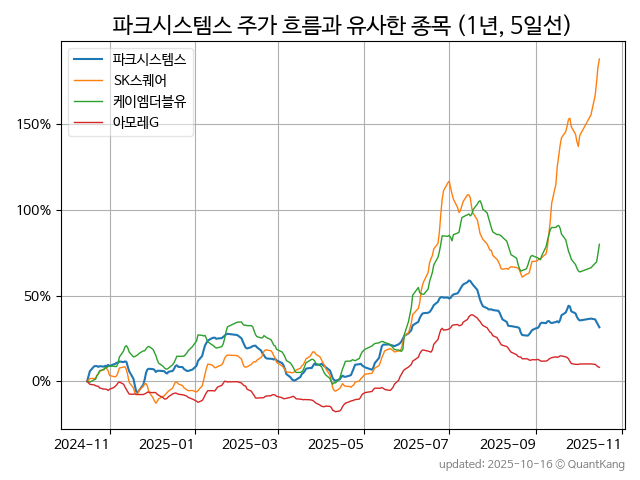 파크시스템스 주가 흐름과 유사한 종목 (1년, 5일선)
파크시스템스
SK스퀘어
케이엠더블유
아모레G
150%
100%
50%
0%
2024-11 2025-01 2025-03 2025-05 2025-07 2025-09 2025-11
updated: 2025-10-16 © QuantKang